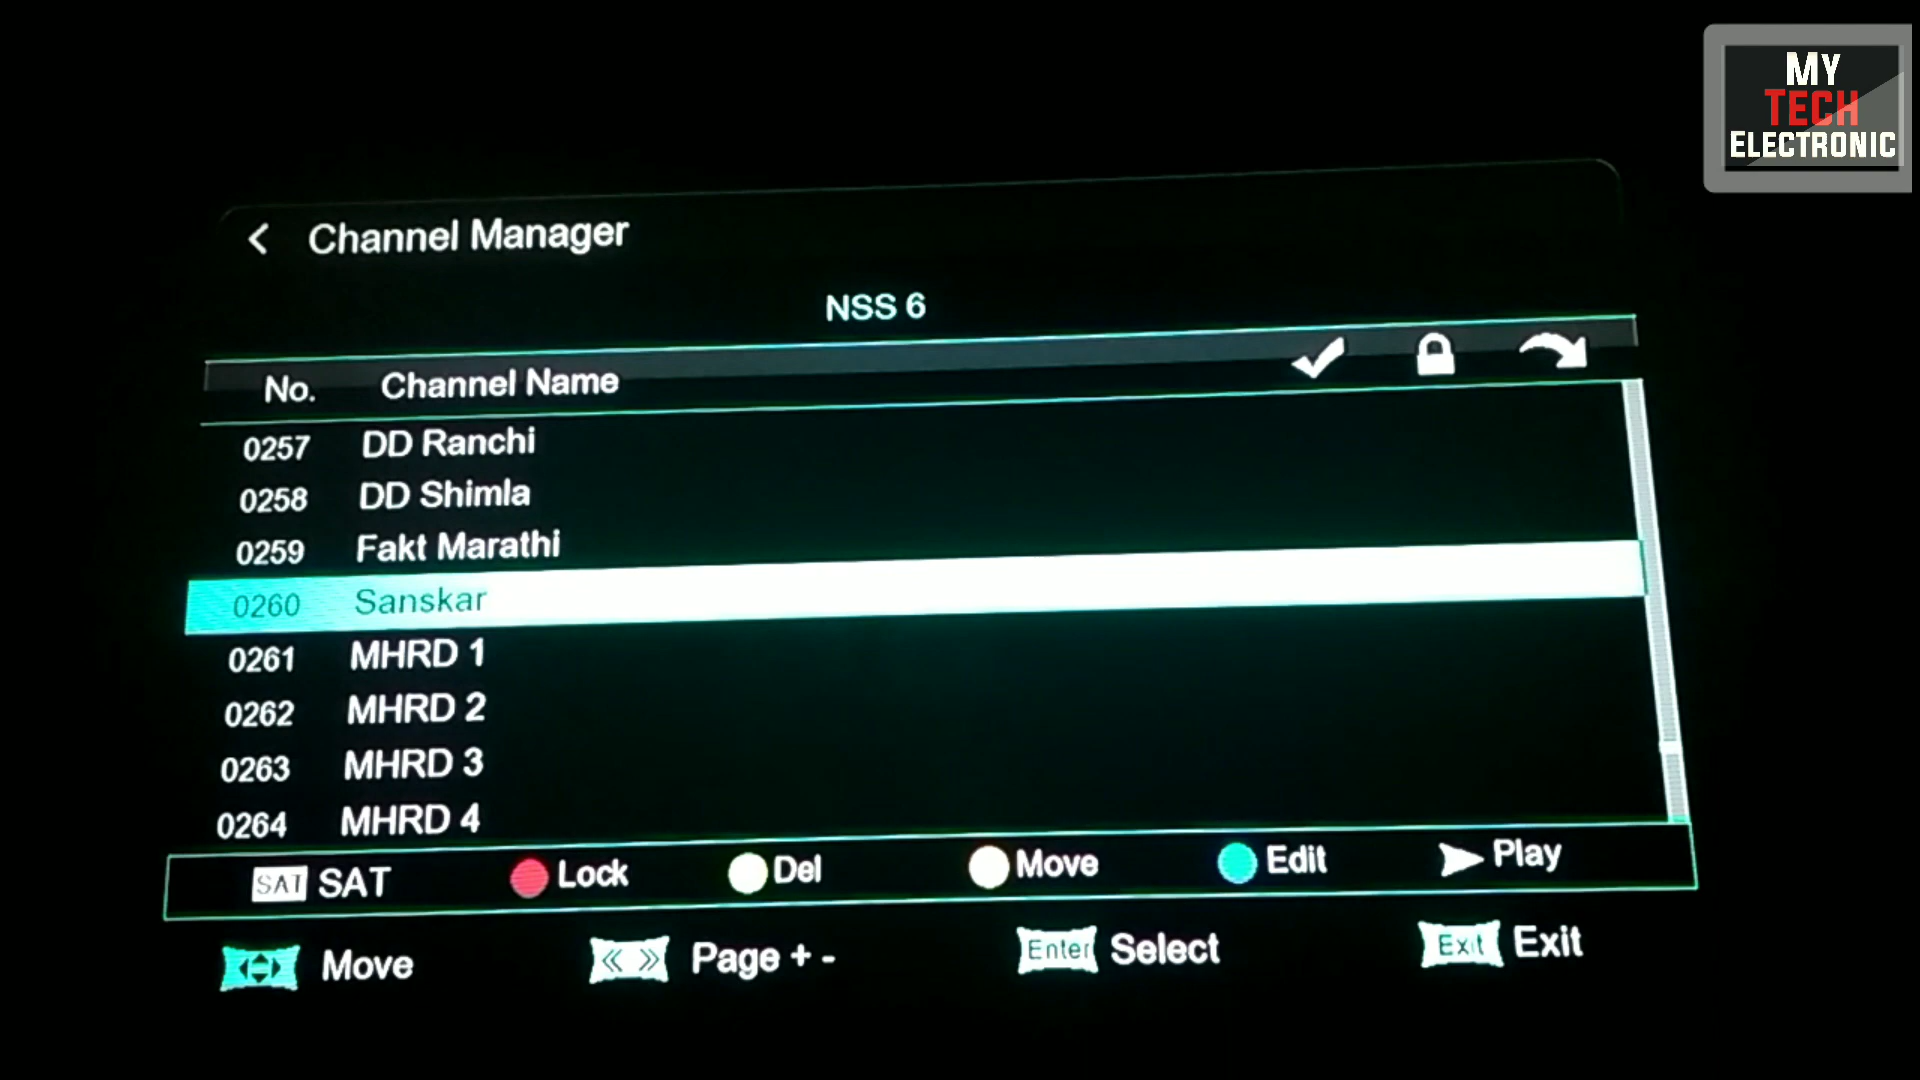 MY
TECH
ELECTRONIC
Channel Manager
NSS 6
No. Channel Name
0257 DD Ranchi
0258 DD Shimla
0259 Fakt Marathi
0260 Sanskar
0261 MHRD 1
0262 MHRD 2
0263 MHRD 3
0264 MHRD 4
SAT SAT Lock Del Move Edit Play
Move Page + - Enter Select Exit Exit